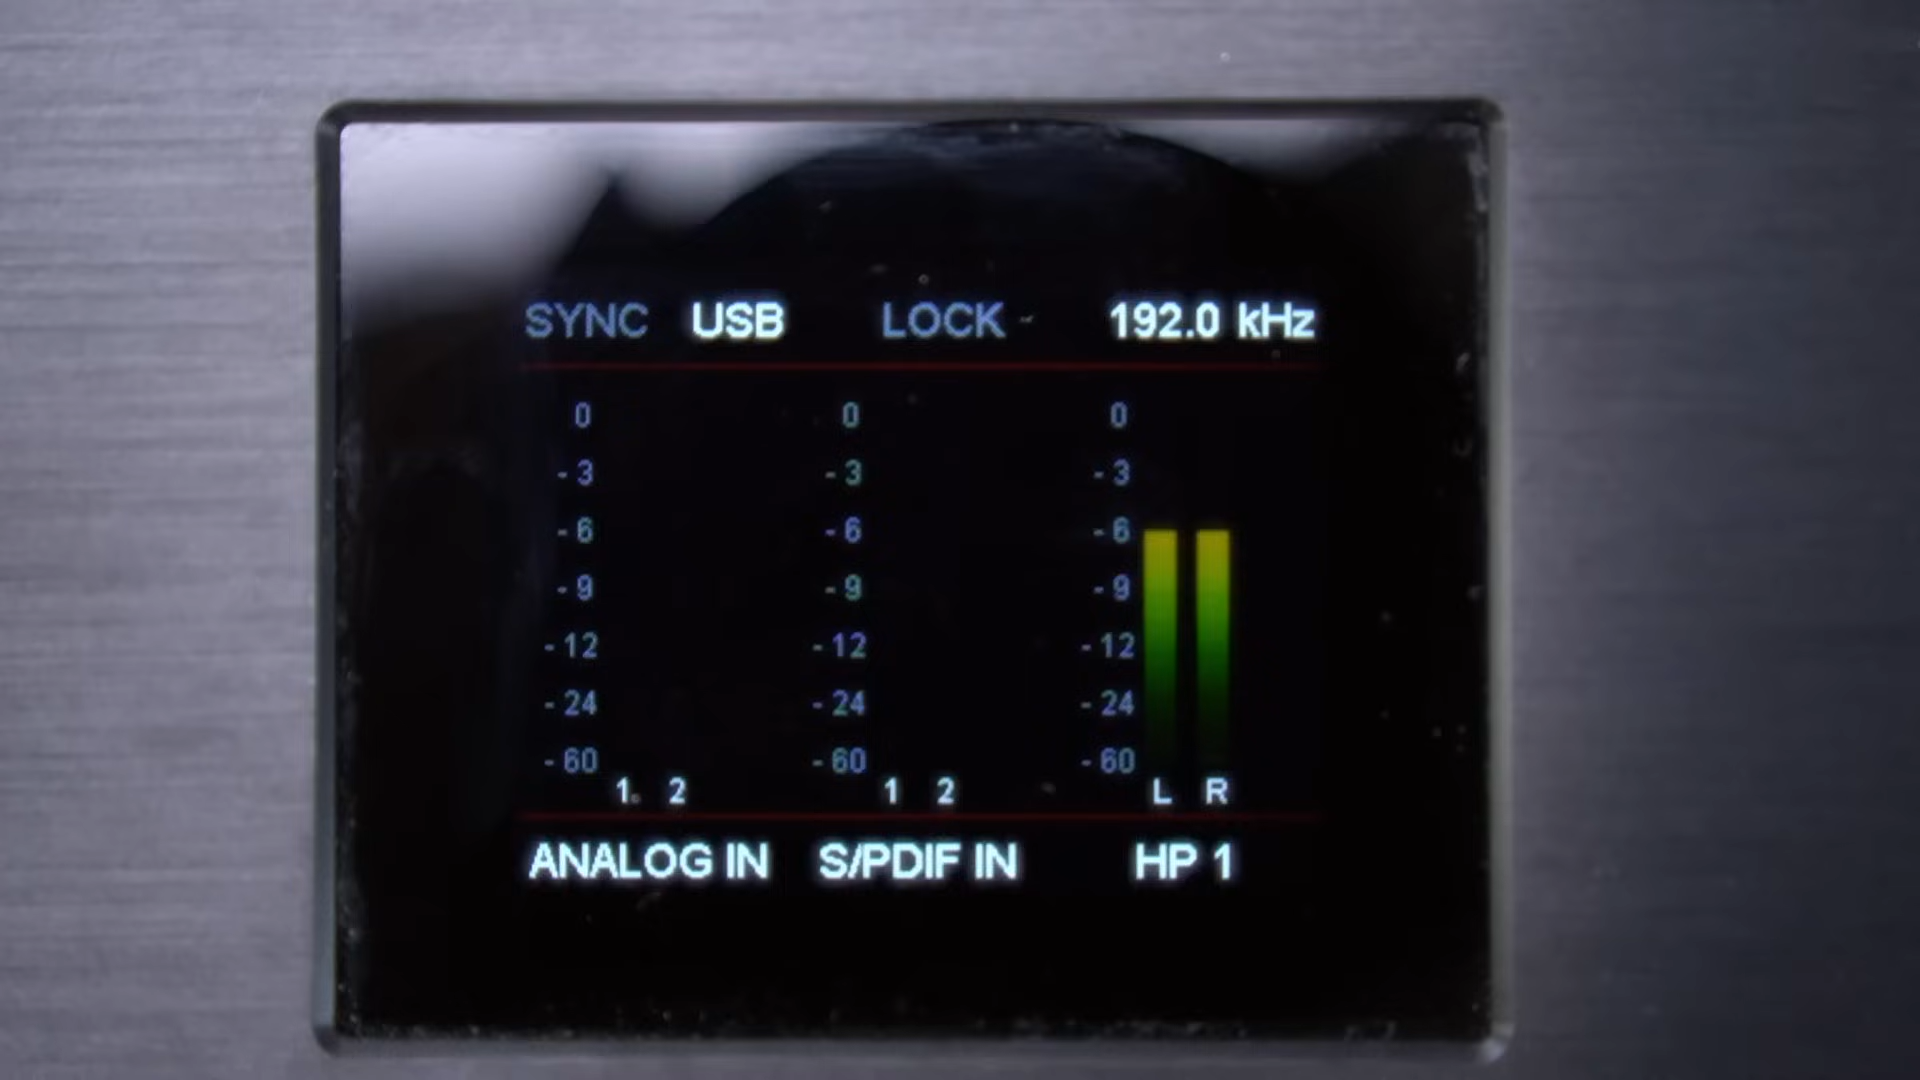 SYNC USB LOCK 192.0 kHz
0 0 0
- 3 - 3 - 3
- 6 - 6 - 6
- 9 - 9 - 9
- 12 - 12 - 12
- 24 - 24 - 24
- 60 - 60 - 60
1 2 1 2 L R
ANALOG IN S/PDIF IN HP 1